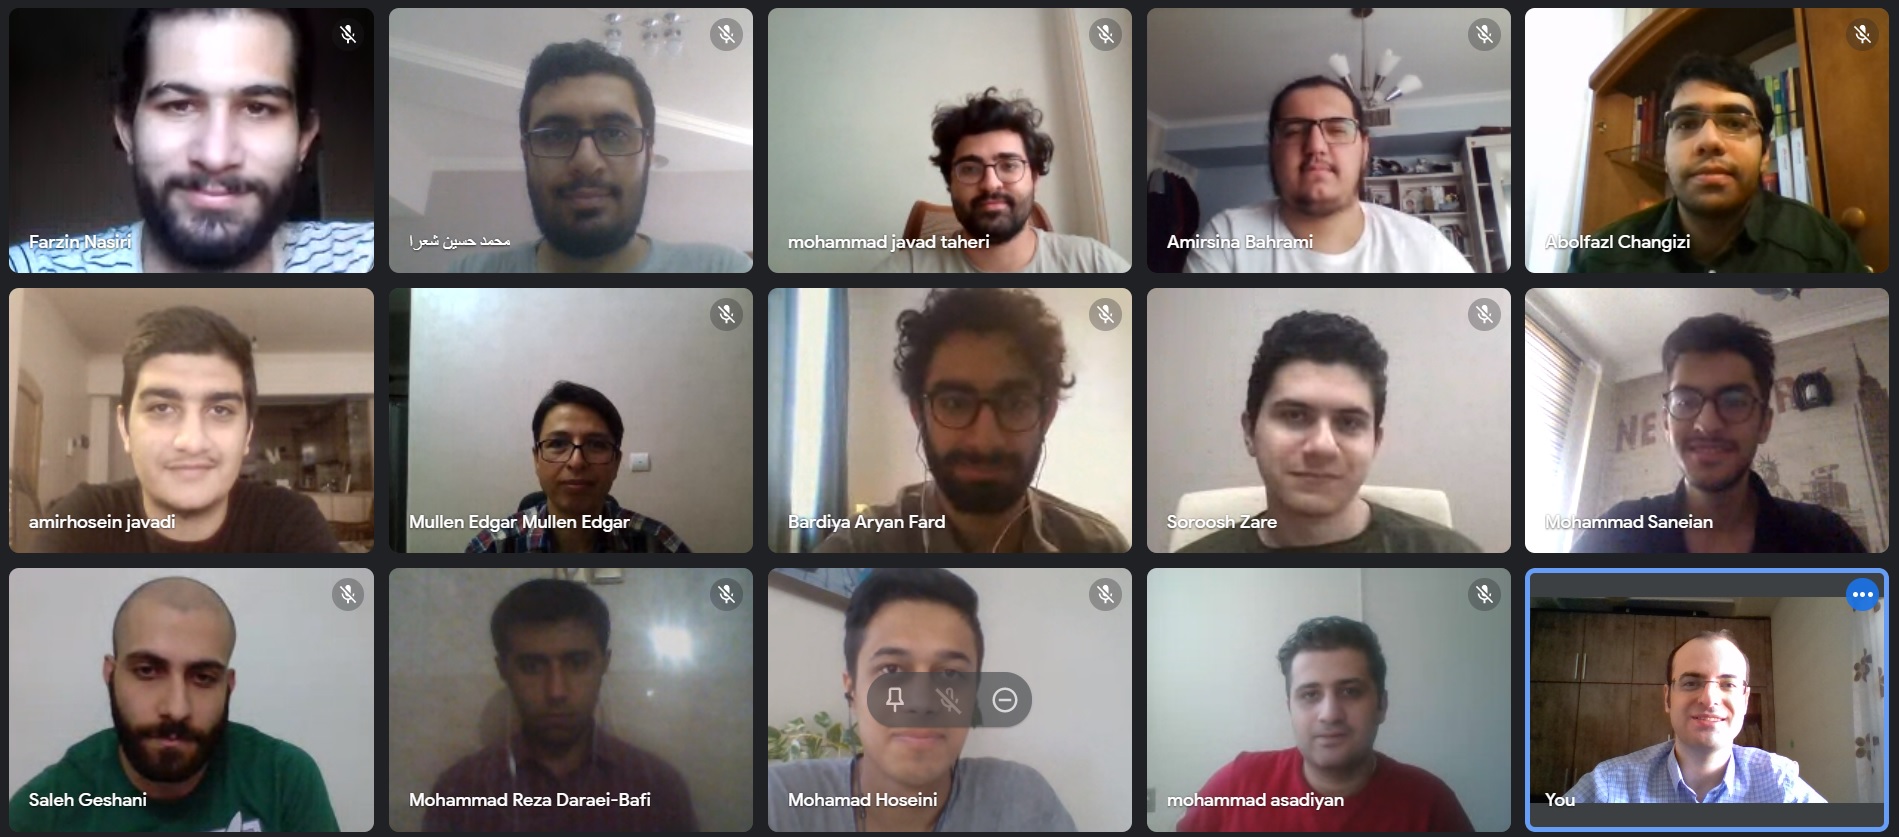 Farzin Nasiri
محمد حسین شعرا
mohammad javad taheri
Amirsina Bahrami
Abolfazl Changizi
amirhosein javadi
Mullen Edgar Mullen Edgar
Bardiya Aryan Fard
Soroosh Zare
NE
Mohammad Saneian
Saleh Geshani
Mohammad Reza Daraei-Bafi
Mohamad Hoseini
mohammad asadiyan
You